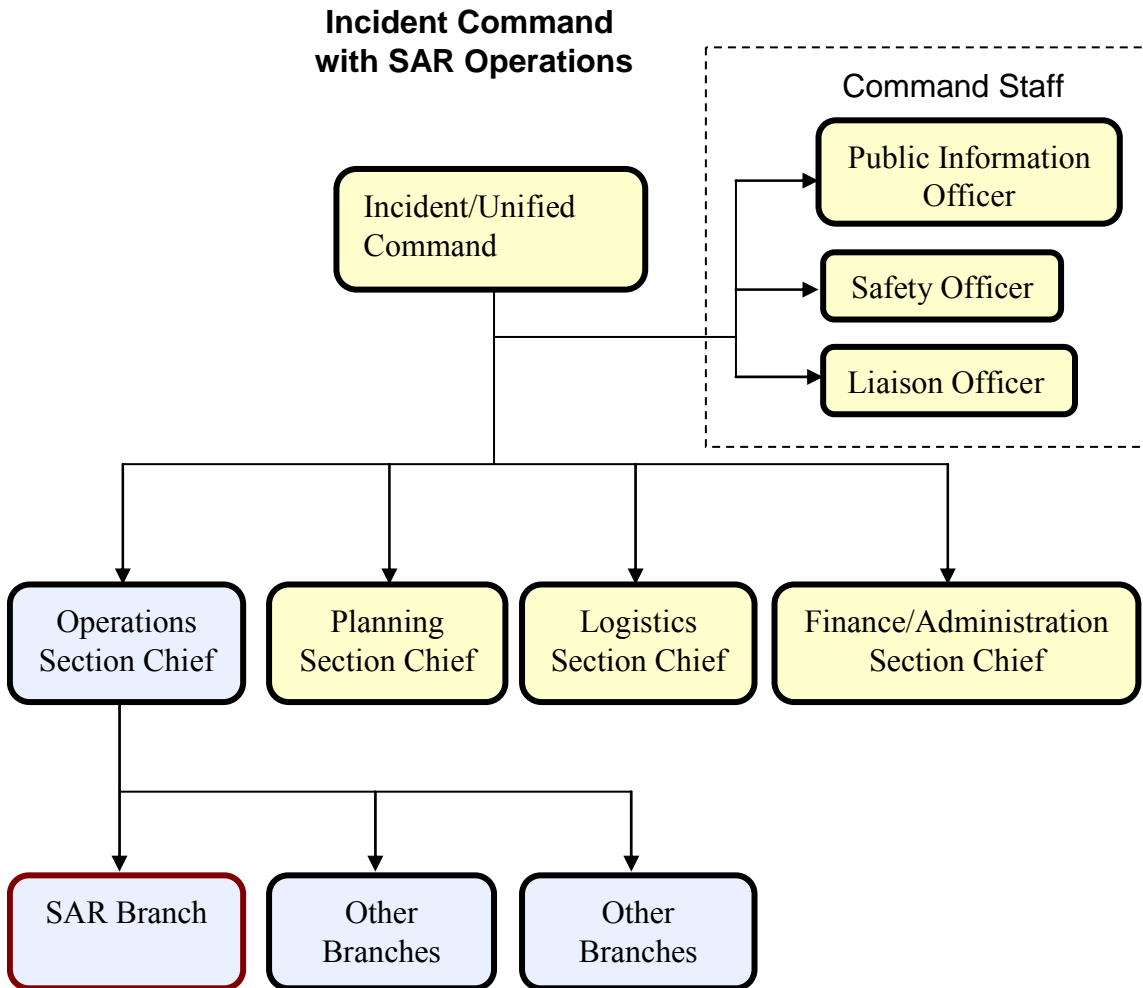 Incident Command
with SAR Operations
Command Staff
Public Information
Officer
Incident/Unified
Command
Safety Officer
Liaison Officer
Operations
Section Chief
Planning
Section Chief
Logistics
Section Chief
Finance/Administration
Section Chief
SAR Branch
Other
Branches
Other
Branches